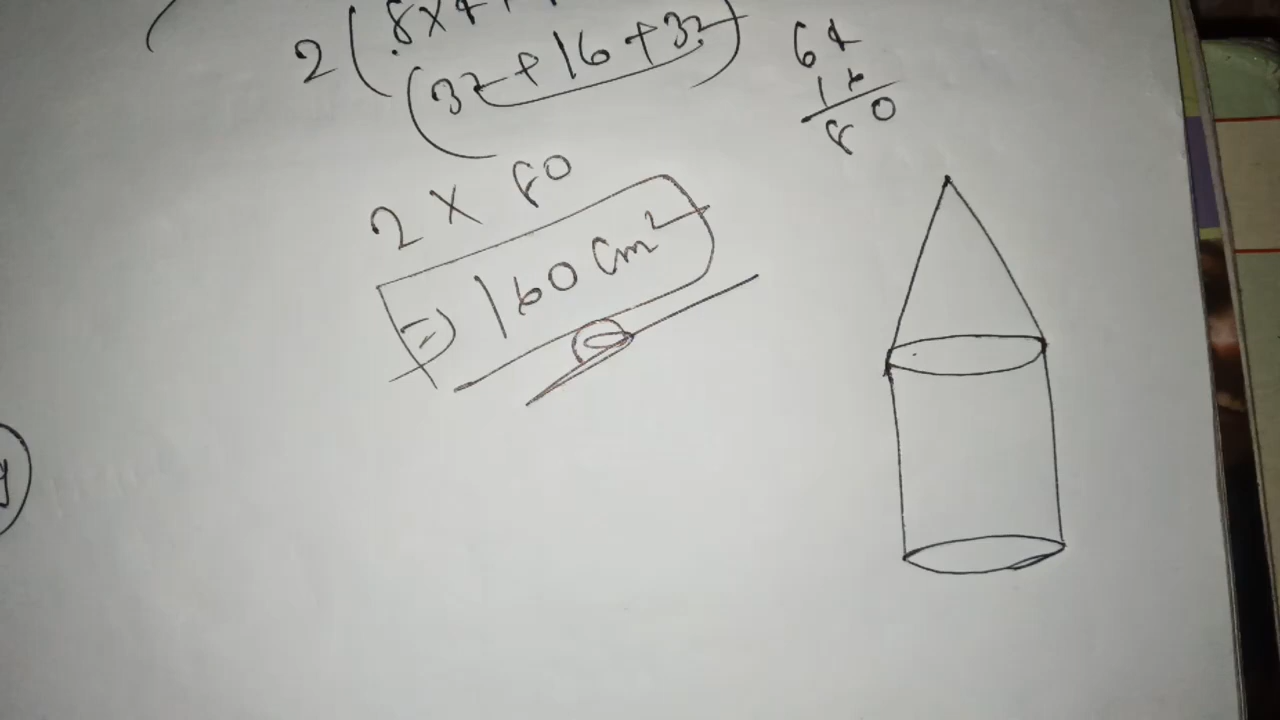 2 ( 8×4
(32 + 16 + 32)
64
16
80
2 × 80
=> 160 cm²